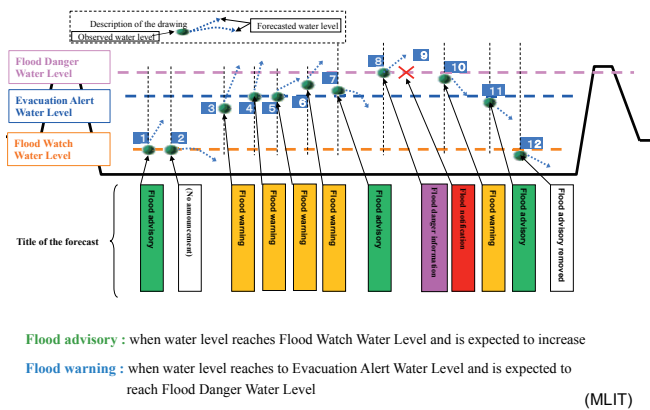 Description of the drawing
Forecasted water level
Observed water level
Flood Danger
Water Level
Evacuation Alert
Water Level
Flood Watch
Water Level
1
2
3
4
5
6
7
8
9
10
11
12
Title of the forecast
Flood advisory
(No announcement)
Flood warning
Flood warning
Flood warning
Flood warning
Flood advisory
Flood danger information
Flood notification
Flood warning
Flood advisory
Flood advisory removed
Flood advisory : when water level reaches Flood Watch Water Level and is expected to increase
Flood warning : when water level reaches to Evacuation Alert Water Level and is expected to
reach Flood Danger Water Level
(MLIT)